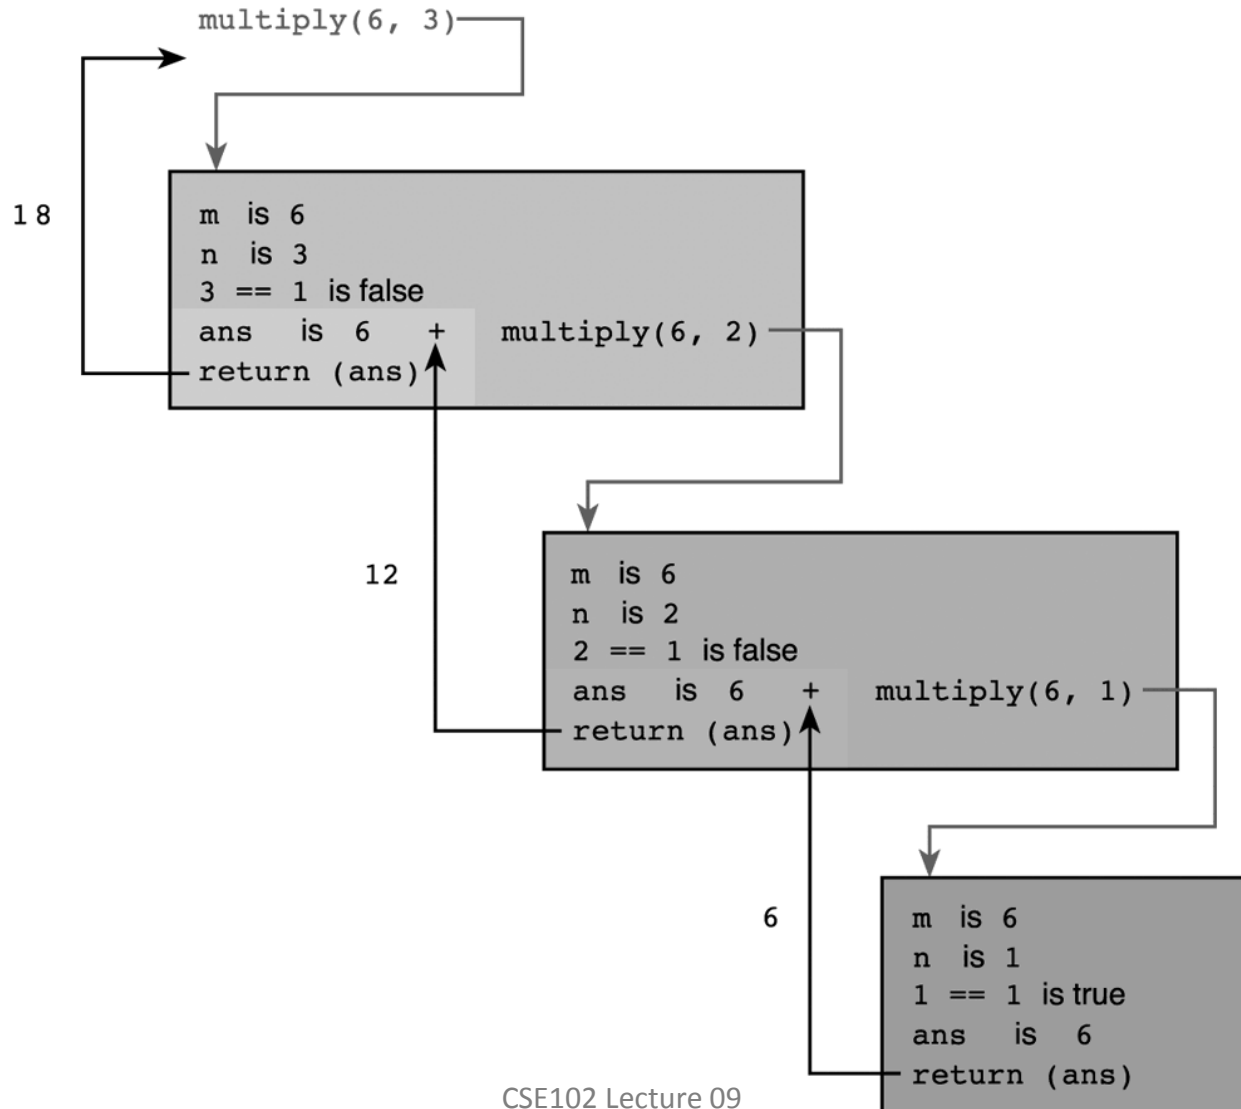 multiply(6, 3)
18
m is 6
n is 3
3 == 1 is false
ans is 6 + multiply(6, 2)
return (ans)
12
m is 6
n is 2
2 == 1 is false
ans is 6 + multiply(6, 1)
return (ans)
6
m is 6
n is 1
1 == 1 is true
ans is 6
return (ans)
CSE102 Lecture 09